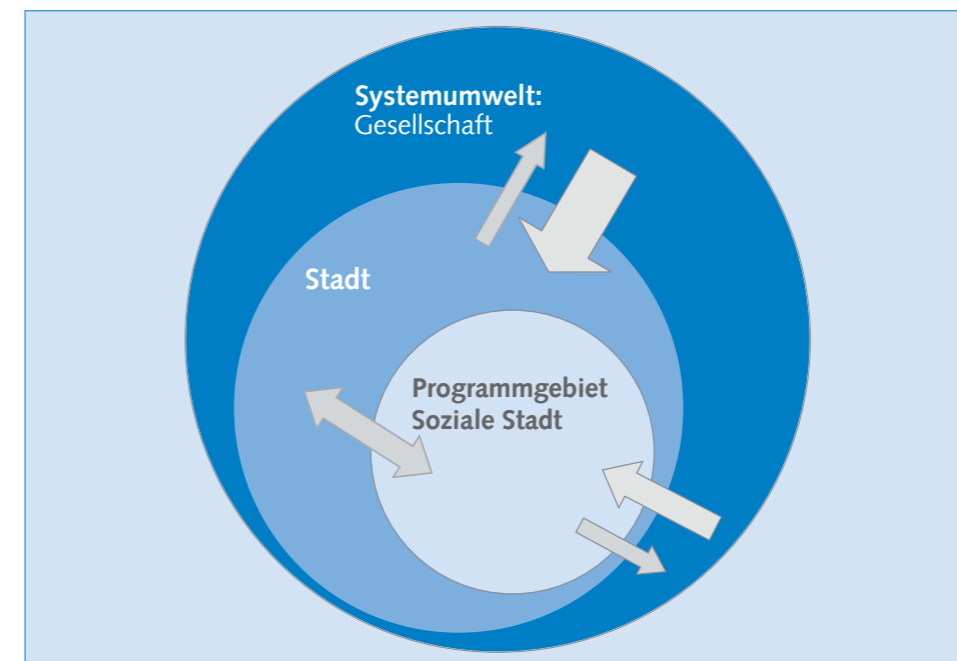 Systemumwelt:
Gesellschaft
Stadt
Programmgebiet
Soziale Stadt